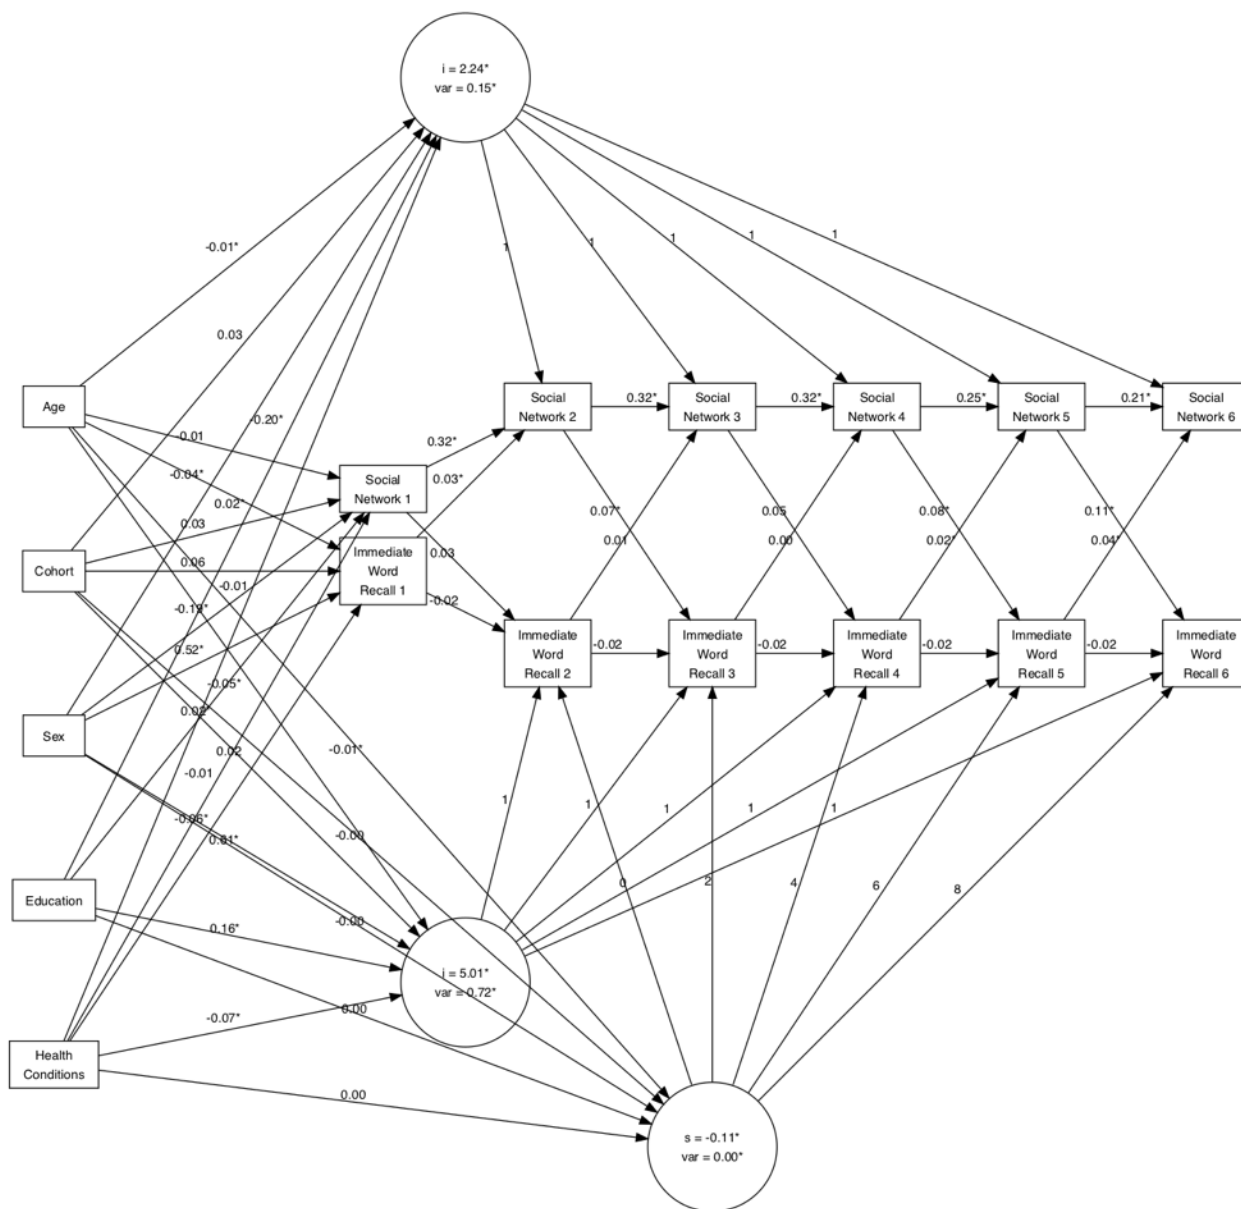 i = 2.24*
var = 0.15*
1
1
1
1
1
-0.01*
0.03
-0.20*
Age
Social
Network 2
0.32*
Social
Network 3
0.32*
Social
Network 4
0.25*
Social
Network 5
0.21*
Social
Network 6
-0.01
0.32*
-0.04*
0.03*
Social
Network 1
0.02*
0.03
0.07*
0.05
0.08*
0.11*
0.01
0.00
0.02*
0.04*
Cohort
0.06
-0.01
Immediate
Word
Recall 1
0.03
-0.02
-0.19*
0.52*
Immediate
Word
Recall 2
-0.02
Immediate
Word
Recall 3
-0.02
Immediate
Word
Recall 4
-0.02
Immediate
Word
Recall 5
-0.02
Immediate
Word
Recall 6
-0.05*
0.02*
Sex
0.02
-0.01*
-0.01
1
1
1
1
1
-0.06*
-0.00
0
2
4
6
8
Education
0.16*
-0.00
i = 5.01*
var = 0.72*
-0.07*
0.00
Health
Conditions
0.00
s = -0.11*
var = 0.00*